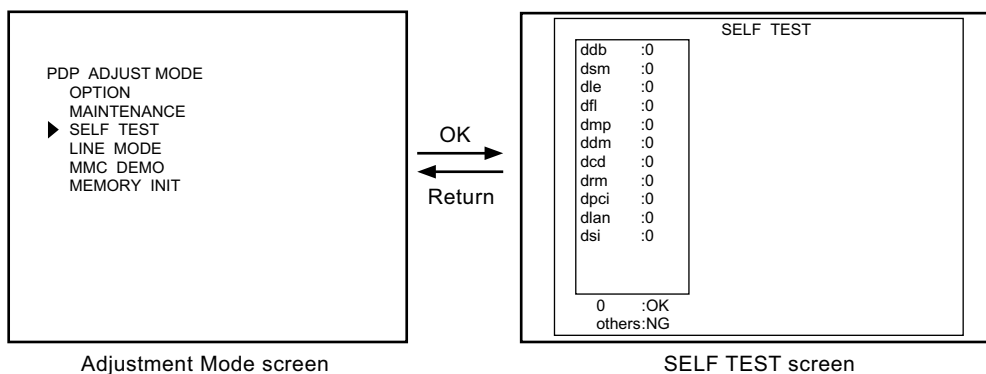 PDP ADJUST MODE
OPTION
MAINTENANCE
SELF TEST
LINE MODE
MMC DEMO
MEMORY INIT
Adjustment Mode screen
OK
Return
SELF TEST
ddb :0
dsm :0
dle :0
dfl :0
dmp :0
ddm :0
dcd :0
drm :0
dpci :0
dlan :0
dsi :0
0 :OK
others:NG
SELF TEST screen